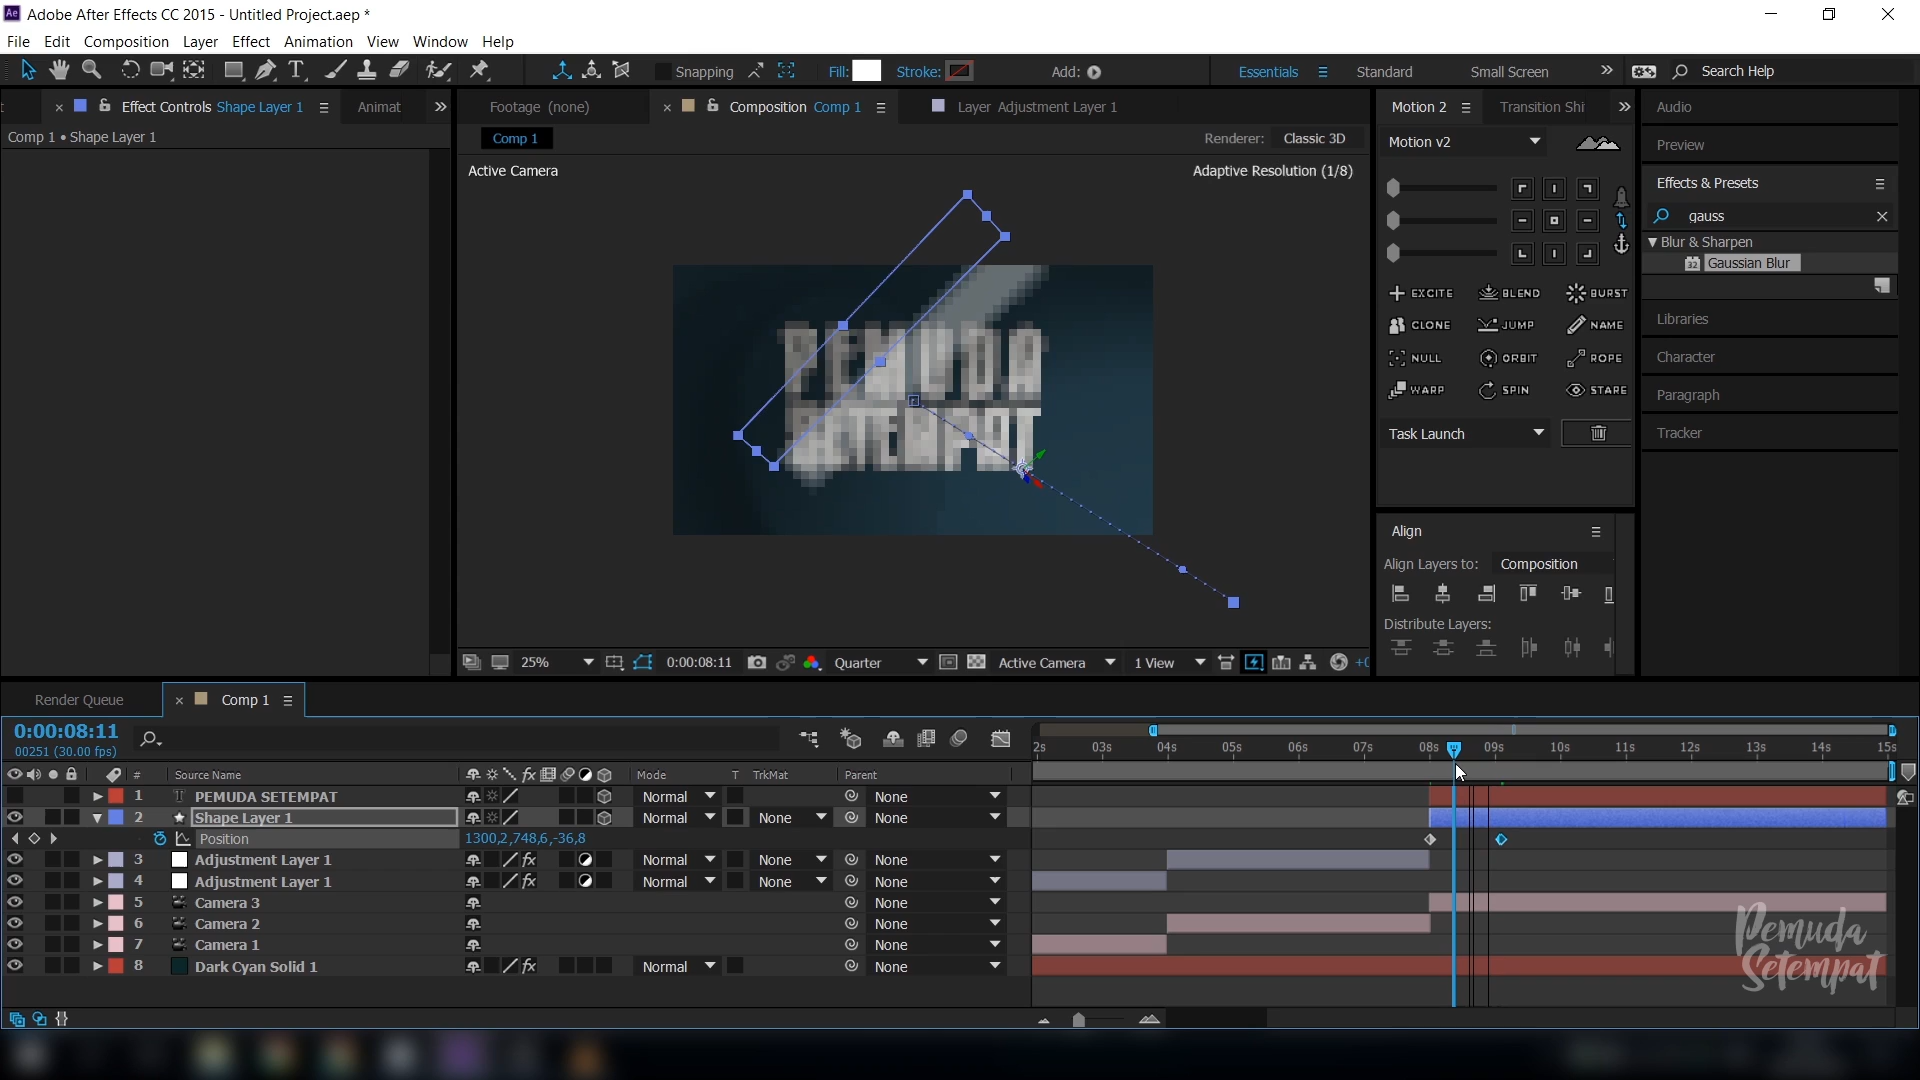 Ae Adobe After Effects CC 2015 - Untitled Project.aep *
File Edit Composition Layer Effect Animation View Window Help
Snapping Fill: Stroke: Add: Essentials Standard Small Screen Search Help
Effect Controls Shape Layer 1 Animat
Comp 1 • Shape Layer 1
Footage (none) Composition Comp 1 Layer Adjustment Layer 1
Comp 1 Renderer: Classic 3D
Active Camera Adaptive Resolution (1/8)
PEMUDA
SETEMPAT
25% 0:00:08:11 Quarter Active Camera 1 View
Motion 2 Transition Shi
Motion v2
EXCITE BLEND BURST
CLONE JUMP NAME
NULL ORBIT ROPE
WARP SPIN STARE
Task Launch
Align
Align Layers to: Composition
Distribute Layers:
Audio
Preview
Effects & Presets
gauss
Blur & Sharpen
32 Gaussian Blur
Libraries
Character
Paragraph
Tracker
Render Queue Comp 1
0:00:08:11
00251 (30.00 fps)
2s 03s 04s 05s 06s 07s 08s 09s 10s 11s 12s 13s 14s 15s
# Source Name fx Mode T TrkMat Parent
1 T PEMUDA SETEMPAT Normal None
2 Shape Layer 1 Normal None None
Position 1300,2,748,6,-36,8
3 Adjustment Layer 1 fx Normal None None
4 Adjustment Layer 1 fx Normal None None
5 Camera 3 None
6 Camera 2 None
7 Camera 1 None
8 Dark Cyan Solid 1 fx Normal None
Pemuda
Setempat